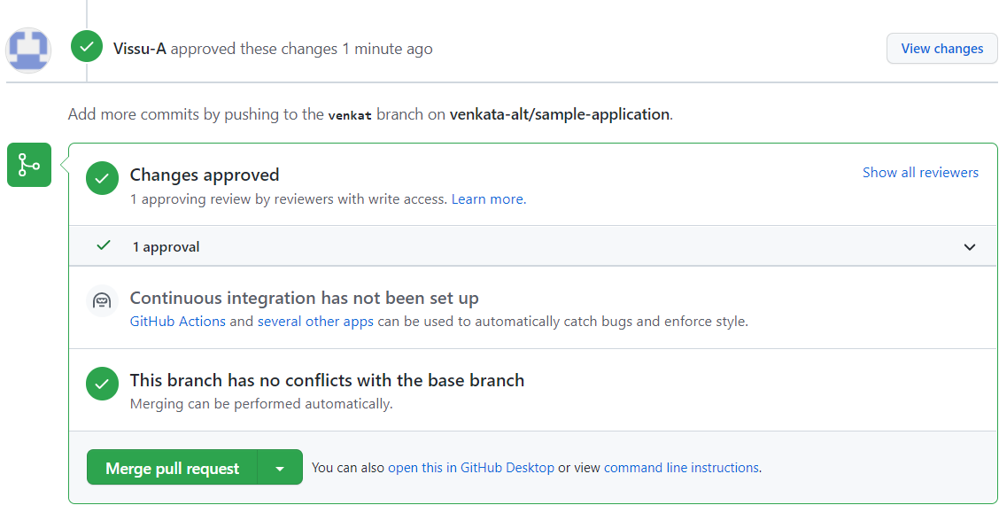 Vissu-A approved these changes 1 minute ago
View changes
Add more commits by pushing to the venkat branch on venkata-alt/sample-application.
Changes approved
Show all reviewers
1 approving review by reviewers with write access. Learn more.
1 approval
Continuous integration has not been set up
GitHub Actions and several other apps can be used to automatically catch bugs and enforce style.
This branch has no conflicts with the base branch
Merging can be performed automatically.
Merge pull request
You can also open this in GitHub Desktop or view command line instructions.